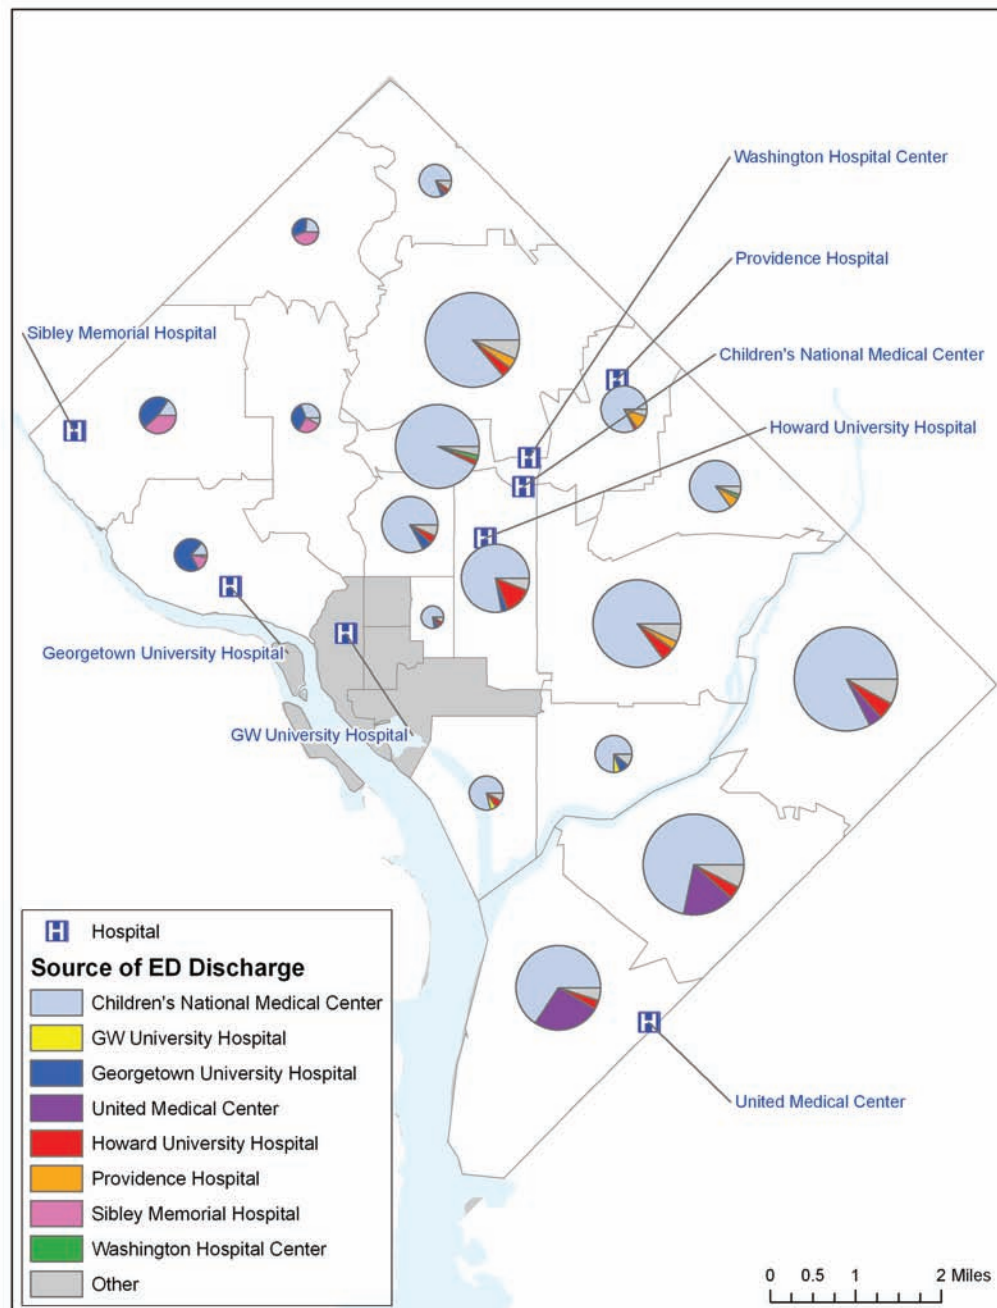 Washington Hospital Center
Providence Hospital
Sibley Memorial Hospital
Children's National Medical Center
Howard University Hospital
Georgetown University Hospital
GW University Hospital
United Medical Center
H Hospital
Source of ED Discharge
Children's National Medical Center
GW University Hospital
Georgetown University Hospital
United Medical Center
Howard University Hospital
Providence Hospital
Sibley Memorial Hospital
Washington Hospital Center
Other
0 0.5 1 2 Miles
H
H
H
H
H
H
H
H